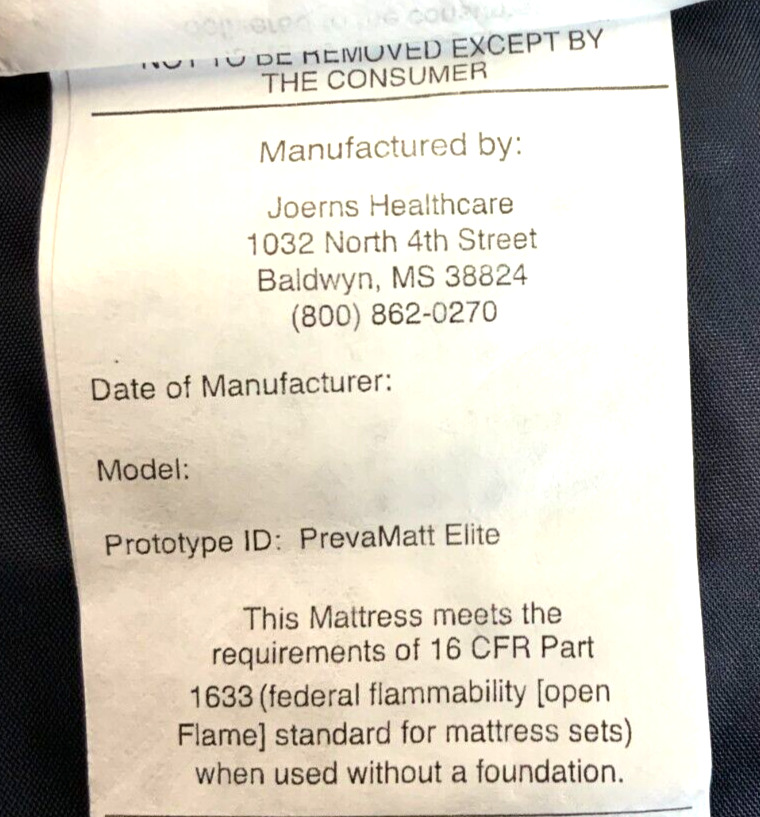 NOT TO BE REMOVED EXCEPT BY
THE CONSUMER
Manufactured by:
Joerns Healthcare
1032 North 4th Street
Baldwyn, MS 38824
(800) 862-0270
Date of Manufacturer:
Model:
Prototype ID: PrevaMatt Elite
This Mattress meets the
requirements of 16 CFR Part
1633 (federal flammability [open
Flame] standard for mattress sets)
when used without a foundation.